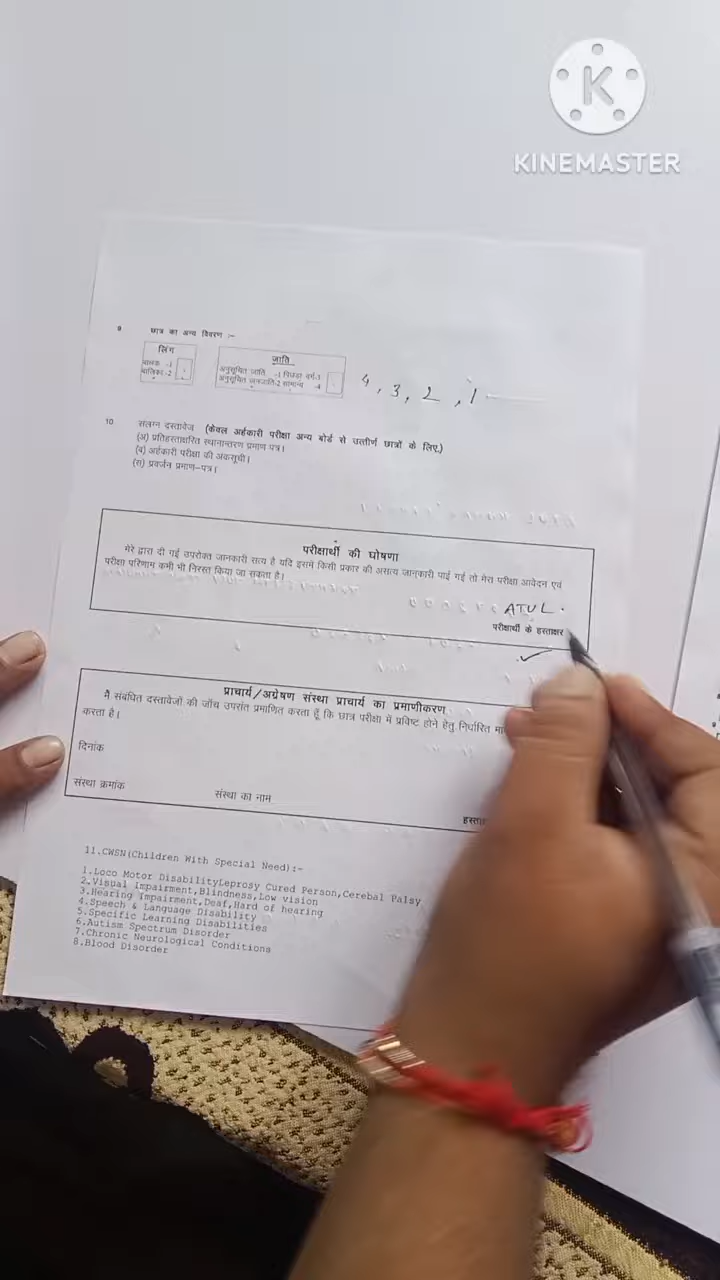 KINEMASTER
9 छात्र का अन्य विवरण :-
लिंग
बालक -1
बालिका-2
जाति
अनुसूचित जाति -1 पिछडा वर्ग-3
अनुसूचित जनजाति-2 सामान्य -4
4, 3, 2, 1
10 संलग्न दस्तावेज (केवल अर्हकारी परीक्षा अन्य बोर्ड से उत्तीर्ण छात्रों के लिए.)
(अ) प्रतिहस्ताक्षरित स्थानान्तरण प्रमाण पत्र।
(ब) अर्हकारी परीक्षा की अंकसूची।
(स) प्रवर्जन प्रमाण-पत्र।
परीक्षार्थी की घोषणा
मेरे द्वारा दी गई उपरोक्त जानकारी सत्य है यदि इसमें किसी प्रकार की असत्य जानकारी पाई गई तो मेरा परीक्षा आवेदन एवं
परीक्षा परिणाम कभी भी निरस्त किया जा सकता है।
ATUL.
परीक्षार्थी के हस्ताक्षर
प्राचार्य/अग्रेषण संस्था प्राचार्य का प्रमाणीकरण
मैं संबंधित दस्तावेजों की जॉच उपरांत प्रमाणित करता हूँ कि छात्र परीक्षा में प्रविष्ट होने हेतु निर्धारित
करता है।
दिनांक
संस्था क्रमांक संस्था का नाम
11.CWSN(Children With Special Need):-
1.Loco Motor DisabilityLeprosy Cured Person,Cerebal Palsy
2.Visual Impairment,Blindness,Low vision
3.Hearing Impairment,Deaf,Hard of hearing
4.Speech & Language Disability
5.Specific Learning Disabilities
6.Autism Spectrum Disorder
7.Chronic Neurological Conditions
8.Blood Disorder